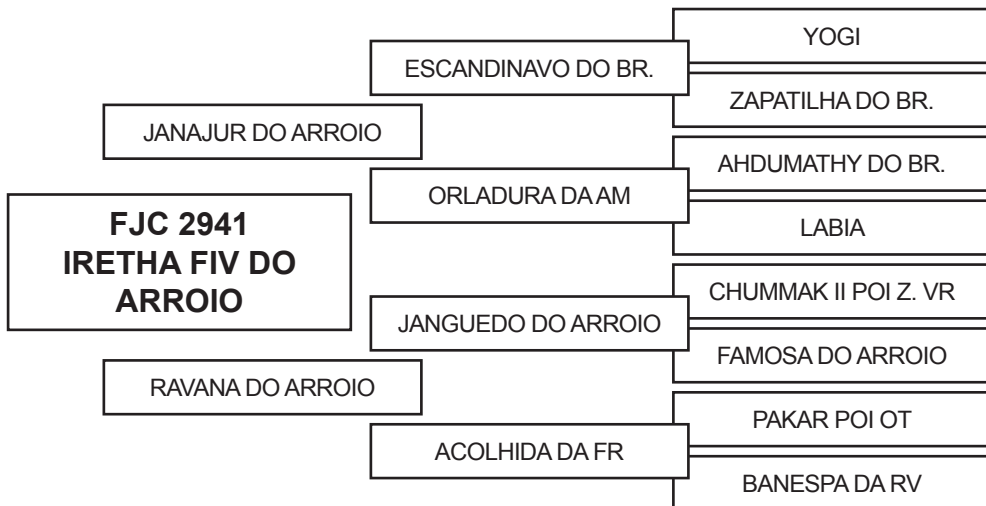 YOGI
ESCANDINAVO DO BR.
ZAPATILHA DO BR.
JANAJUR DO ARROIO
AHDUMATHY DO BR.
ORLADURA DA AM
LABIA
FJC 2941
IRETHA FIV DO
ARROIO
CHUMMAK II POI Z. VR
JANGUEDO DO ARROIO
FAMOSA DO ARROIO
RAVANA DO ARROIO
PAKAR POI OT
ACOLHIDA DA FR
BANESPA DA RV